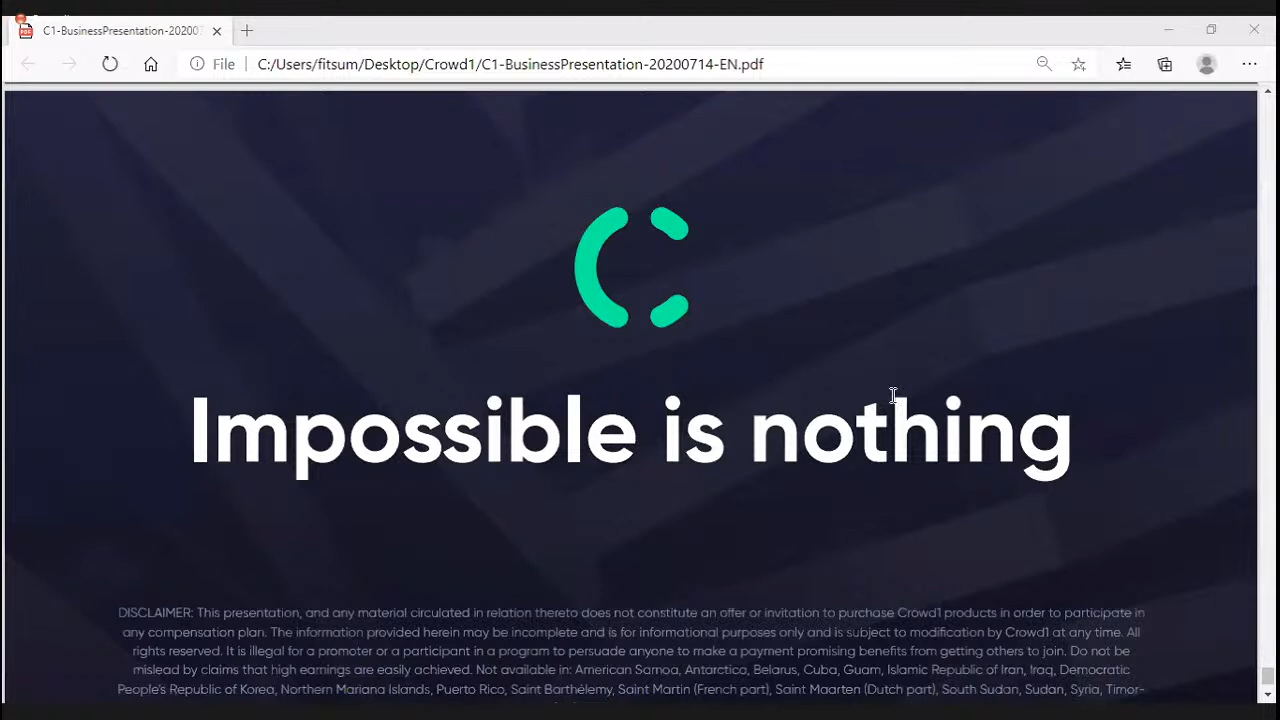 C1-BusinessPresentation-20200
File
C:/Users/fitsum/Desktop/Crowd1/C1-BusinessPresentation-20200714-EN.pdf
Impossible is nothing
DISCLAIMER: This presentation, and any material circulated in relation thereto does not constitute an offer or invitation to purchase Crowd1 products in order to participate in
any compensation plan. The information provided herein may be incomplete and is for informational purposes only and is subject to modification by Crowd1 at any time. All
rights reserved. It is illegal for a promoter or a participant in a program to persuade anyone to make a payment promising benefits from getting others to join. Do not be
mislead by claims that high earnings are easily achieved. Not available in: American Samoa, Antarctica, Belarus, Cuba, Guam, Islamic Republic of Iran, Iraq, Democratic
People's Republic of Korea, Northern Mariana Islands, Puerto Rico, Saint Barthélemy, Saint Martin (French part), Saint Maarten (Dutch part), South Sudan, Sudan, Syria, Timor-